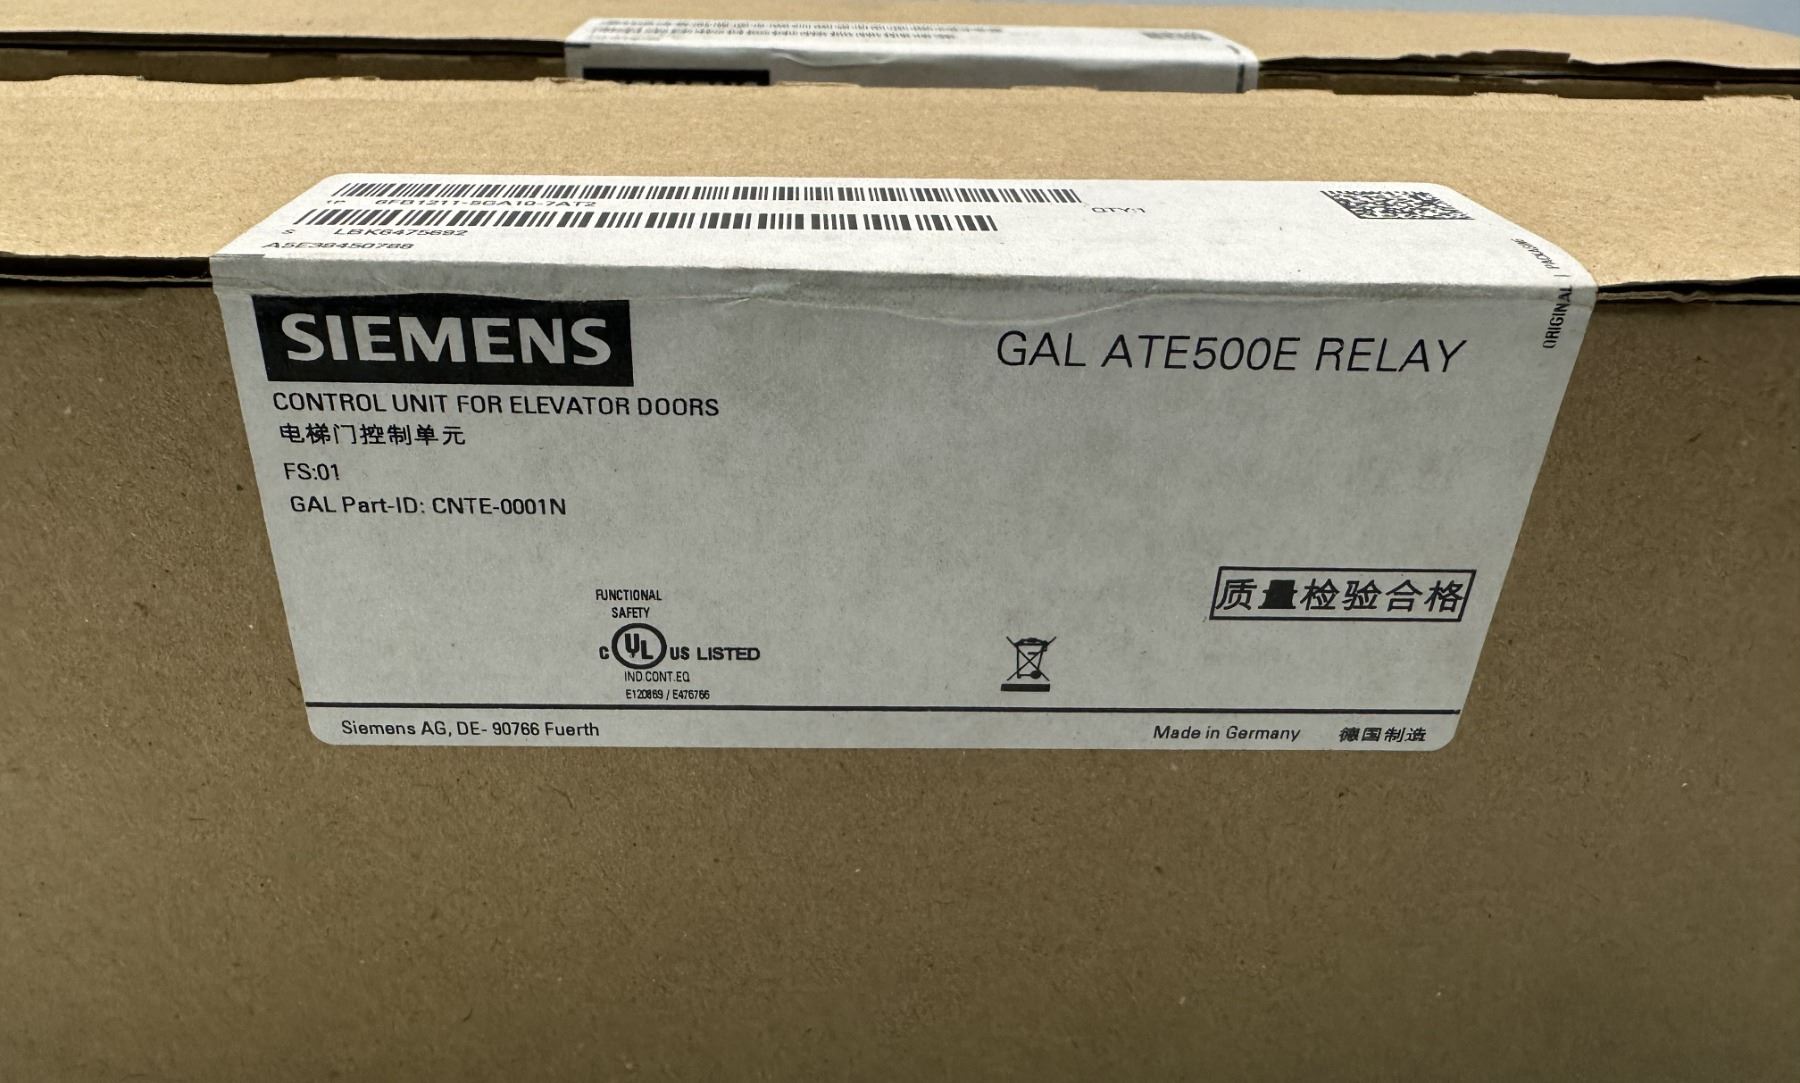 1P 6FB1211-5GA10-7AT2
QTY:1
S LBK6475692
A5E38450788
ORIGINAL PACKAGING
SIEMENS
GAL ATE500E RELAY
CONTROL UNIT FOR ELEVATOR DOORS
电梯门控制单元
FS:01
GAL Part-ID: CNTE-0001N
质量检验合格
FUNCTIONAL
SAFETY
C UL US LISTED
IND.CONT.EQ
E120869 / E476766
Siemens AG, DE- 90766 Fuerth
Made in Germany 德国制造